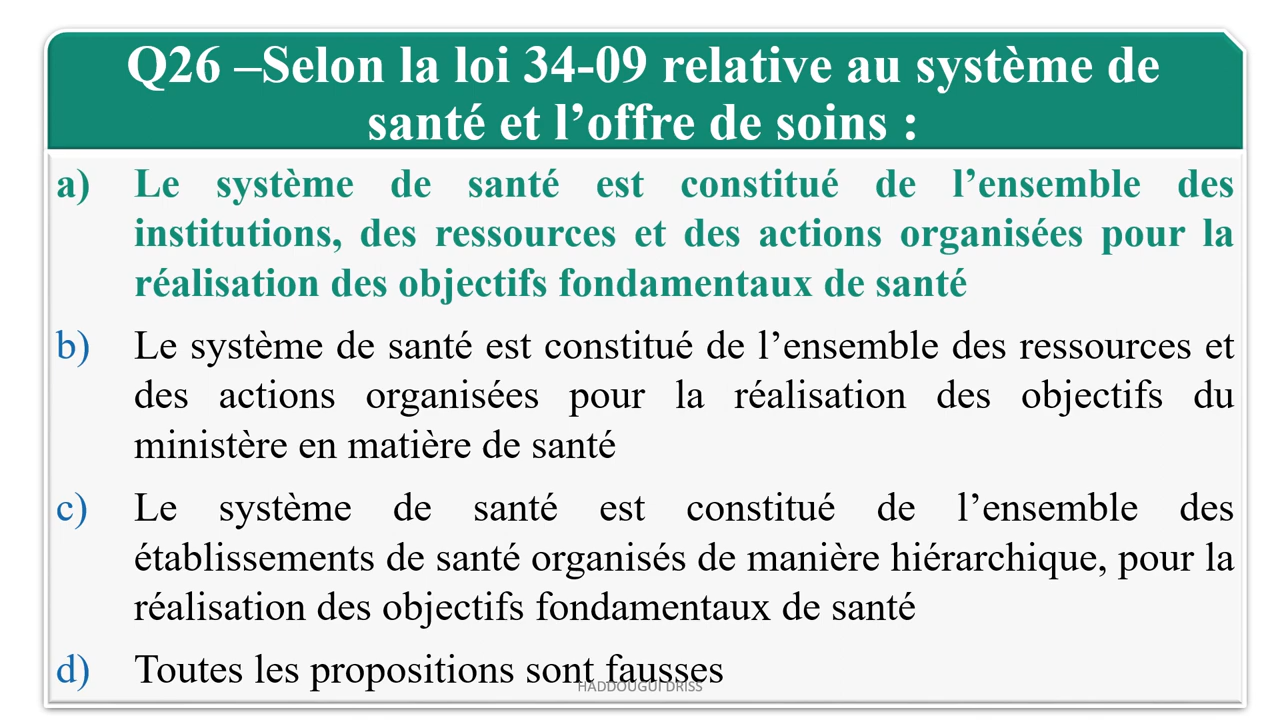 Q26 –Selon la loi 34-09 relative au système de
santé et l’offre de soins :
a) Le système de santé est constitué de l’ensemble des
institutions, des ressources et des actions organisées pour la
réalisation des objectifs fondamentaux de santé
b) Le système de santé est constitué de l’ensemble des ressources et
des actions organisées pour la réalisation des objectifs du
ministère en matière de santé
c) Le système de santé est constitué de l’ensemble des
établissements de santé organisés de manière hiérarchique, pour la
réalisation des objectifs fondamentaux de santé
d) Toutes les propositions sont fausses
HADDOUGUI DRISS